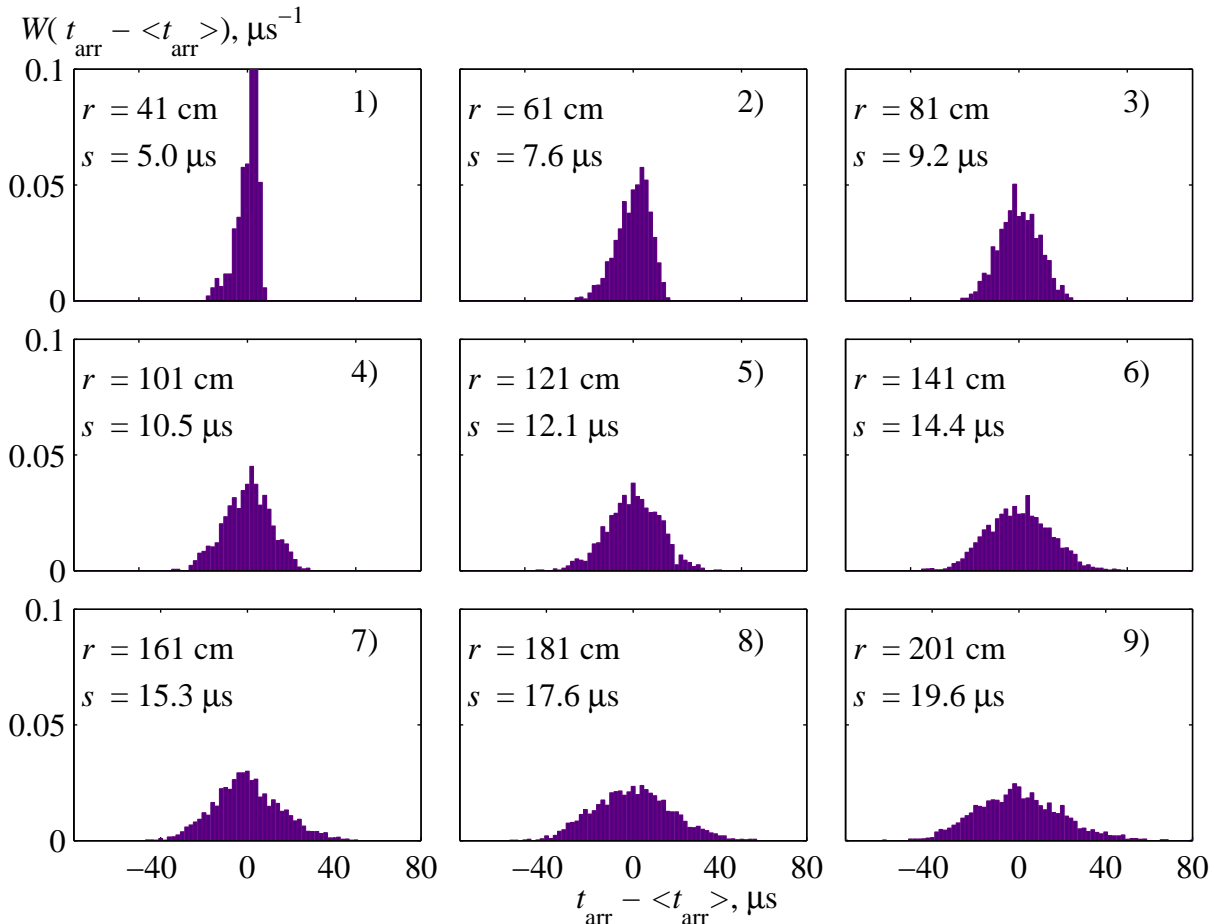 W( t_arr − <t_arr>), μs⁻¹
0.1
r = 41 cm
1)
s = 5.0 μs
0.05
0
r = 61 cm
2)
s = 7.6 μs
r = 81 cm
3)
s = 9.2 μs
0.1
r = 101 cm
4)
s = 10.5 μs
0.05
0
r = 121 cm
5)
s = 12.1 μs
r = 141 cm
6)
s = 14.4 μs
0.1
r = 161 cm
7)
s = 15.3 μs
0.05
0
r = 181 cm
8)
s = 17.6 μs
r = 201 cm
9)
s = 19.6 μs
−40 0 40 80
−40 0 40 80
−40 0 40 80
t_arr − <t_arr>, μs